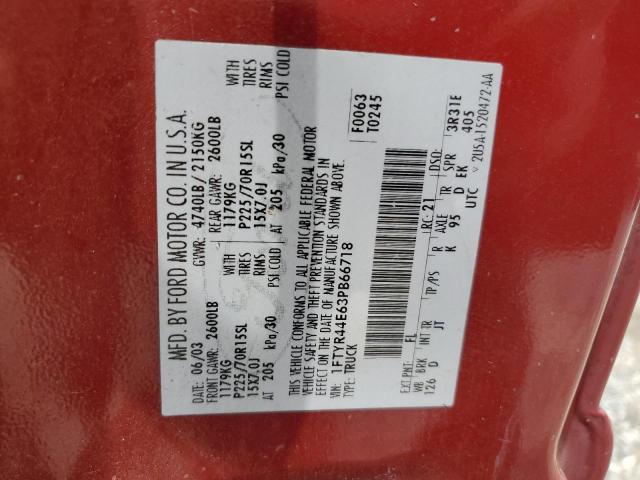 MFD. BY FORD MOTOR CO. IN U.S.A.
DATE: 06/03 GVWR: 4740LB / 2150KG
FRONT GAWR: 2600LB REAR GAWR: 2600LB
1179KG 1179KG WITH
P225/70R15SL P225/70R15SL TIRES
15X7.0J 15X7.0J RIMS
AT 205 kPa/30 PSI COLD AT 205 kPa/30 PSI COLD
THIS VEHICLE CONFORMS TO ALL APPLICABLE FEDERAL MOTOR
VEHICLE SAFETY AND THEFT PREVENTION STANDARDS IN
EFFECT ON THE DATE OF MANUFACTURE SHOWN ABOVE.
VIN: 1FTYR44E63PB66718
TYPE: TRUCK
F0063
T0245
EXT PNT: FL RC: 21 DSO:
WB BRK INT TR TP/PS R AXLE TR SPR
126 D JT K 95 D EK
3R31E
405
UTC
2U5A-1520472-AA